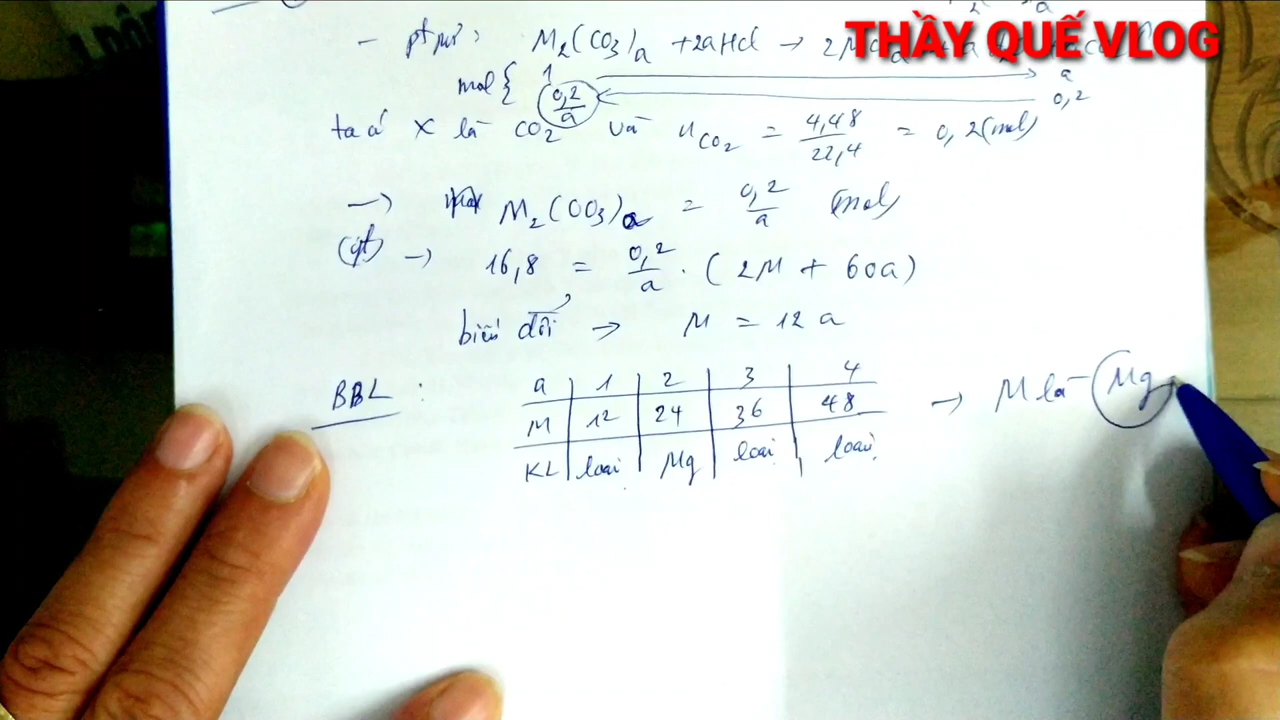 THẦY QUẾ VLOG
- ptpư: M₂(CO₃)ₐ + 2aHCl → 2
mol { 1 a
0,2/a 0,2
ta có X là CO₂ và n CO₂ = 4,48/22,4 = 0,2(mol)
→ M₂(CO₃)ₐ = 0,2/a (mol)
(gt) → 16,8 = 0,2/a . (2M + 60a)
biến đổi → M = 12a
BBL :
a | 1 | 2 | 3 | 4
M | 12 | 24 | 36 | 48
KL | loại | Mg | loại | loại
→ M là Mg